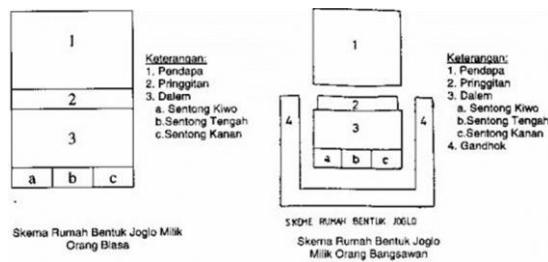 1
2
3
a b c
Keterangan:
1. Pendapa
2. Pringgitan
3. Dalem
a. Sentong Kiwo
b.Sentong Tengah
c.Sentong Kanan
Skema Rumah Bentuk Joglo Milik
Orang Biasa
1
2
4
3
4
a b c
SKEME RUMAH BENTUK JOGLO
Skema Rumah Bentuk Joglo
Milik Orang Bangsawan
Keterangan:
1. Pendapa
2. Pringgitan
3. Dalem
a. Sentong Kiwo
b.Sentong Tengah
c.Sentong Kanan
4. Gandhok